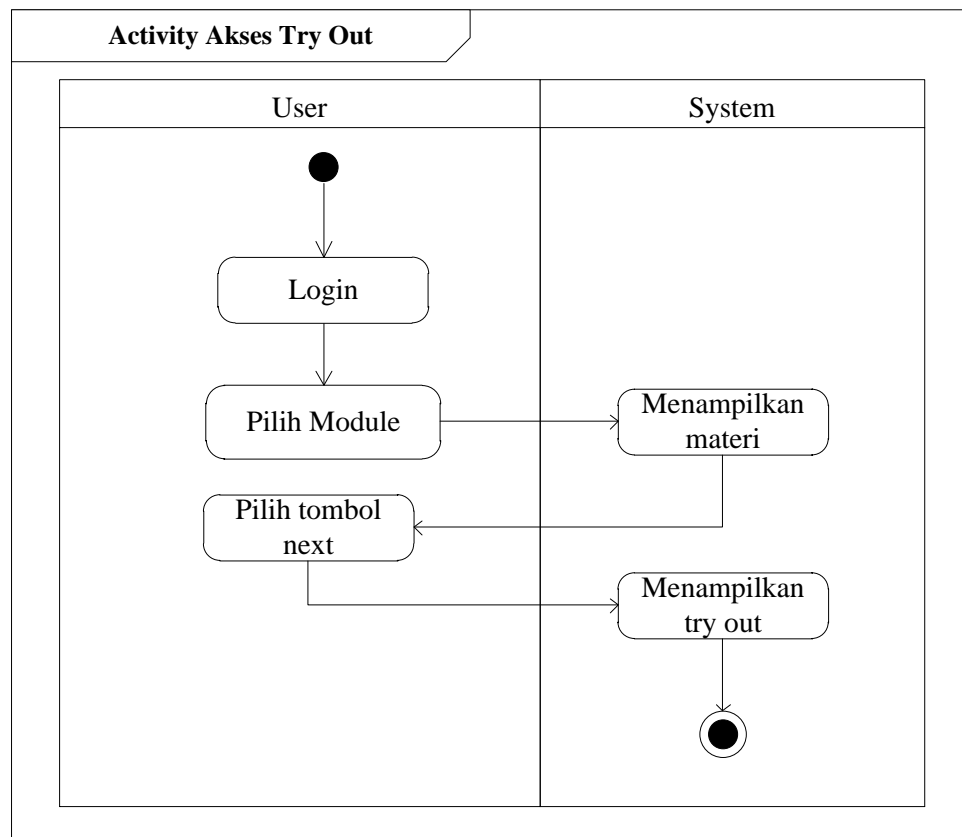 Activity Akses Try Out
User
System
Login
Pilih Module
Menampilkan
materi
Pilih tombol
next
Menampilkan
try out